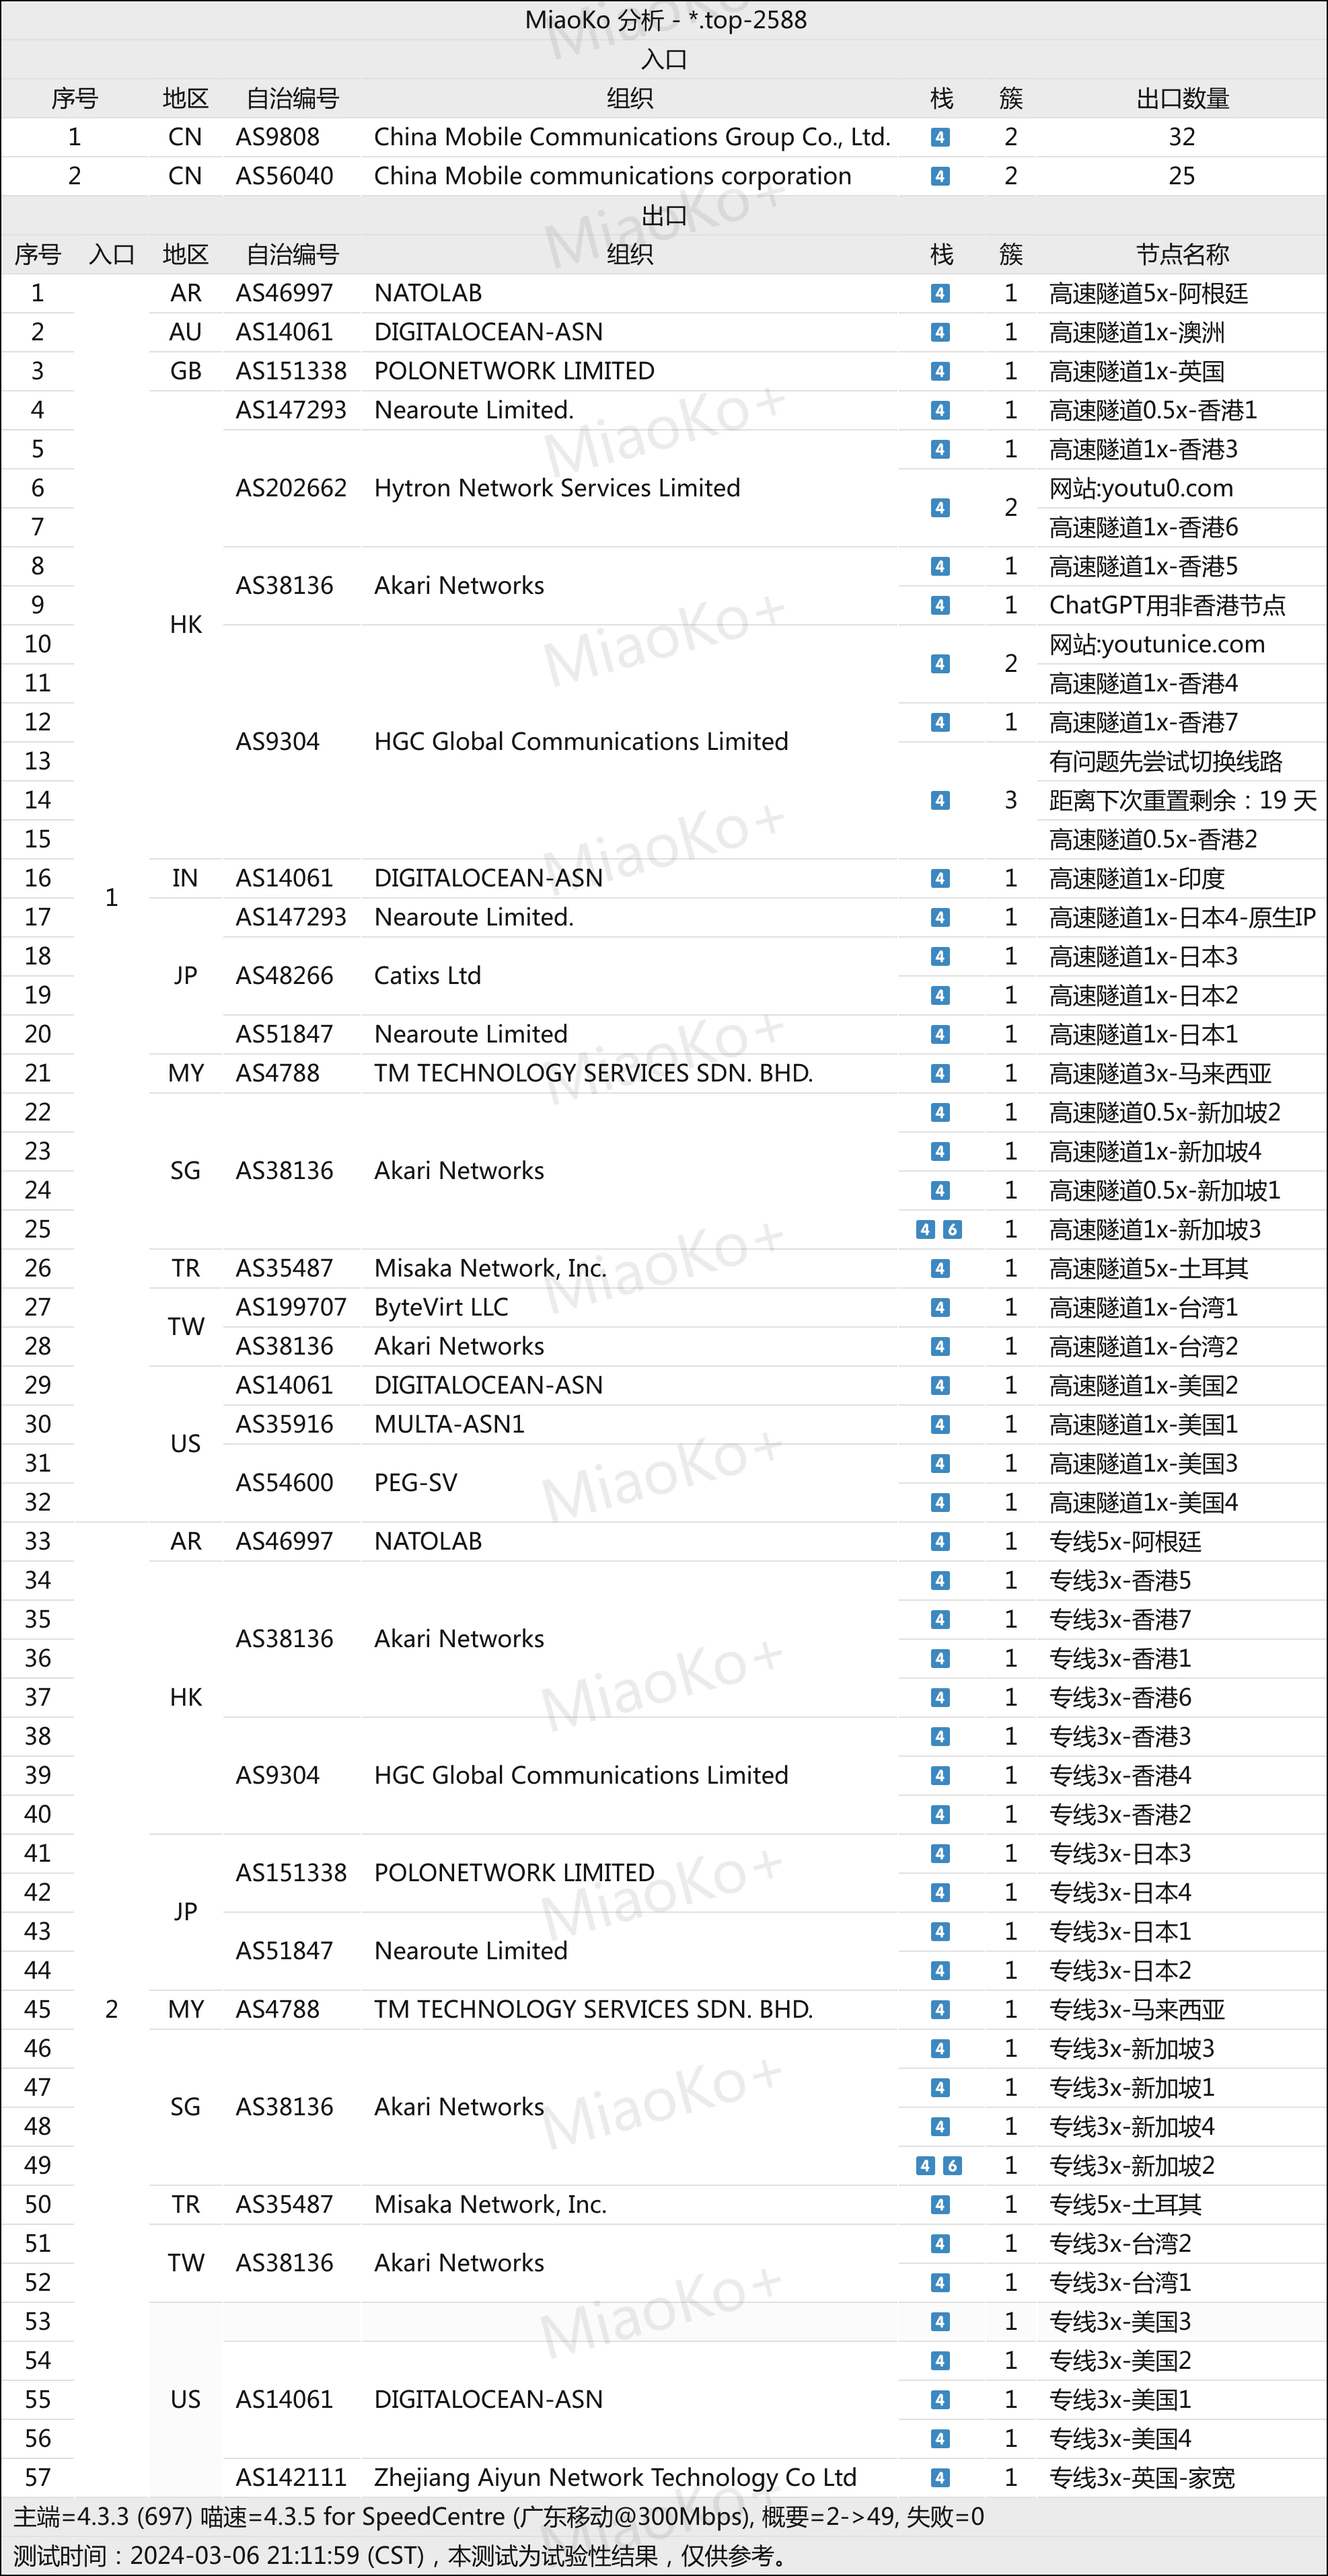 MiaoKo 分析 - *.top-2588
入口
序号 地区 自治编号 组织 栈 簇 出口数量
1 CN AS9808 China Mobile Communications Group Co., Ltd. 4 2 32
2 CN AS56040 China Mobile communications corporation 4 2 25
出口
序号 入口 地区 自治编号 组织 栈 簇 节点名称
1 AR AS46997 NATOLAB 4 1 高速隧道5x-阿根廷
2 AU AS14061 DIGITALOCEAN-ASN 4 1 高速隧道1x-澳洲
3 GB AS151338 POLONETWORK LIMITED 4 1 高速隧道1x-英国
4 AS147293 Nearoute Limited. 4 1 高速隧道0.5x-香港1
5 4 1 高速隧道1x-香港3
6 AS202662 Hytron Network Services Limited 网站:youtu0.com
4 2
7 高速隧道1x-香港6
8 4 1 高速隧道1x-香港5
AS38136 Akari Networks
9 4 1 ChatGPT用非香港节点
HK
10 网站:youtunice.com
4 2
11 高速隧道1x-香港4
12 4 1 高速隧道1x-香港7
AS9304 HGC Global Communications Limited
13 有问题先尝试切换线路
14 4 3 距离下次重置剩余：19 天
15 高速隧道0.5x-香港2
16 IN AS14061 DIGITALOCEAN-ASN 4 1 高速隧道1x-印度
1
17 AS147293 Nearoute Limited. 4 1 高速隧道1x-日本4-原生IP
18 4 1 高速隧道1x-日本3
JP AS48266 Catixs Ltd
19 4 1 高速隧道1x-日本2
20 AS51847 Nearoute Limited 4 1 高速隧道1x-日本1
21 MY AS4788 TM TECHNOLOGY SERVICES SDN. BHD. 4 1 高速隧道3x-马来西亚
22 4 1 高速隧道0.5x-新加坡2
23 4 1 高速隧道1x-新加坡4
SG AS38136 Akari Networks
24 4 1 高速隧道0.5x-新加坡1
25 4 6 1 高速隧道1x-新加坡3
26 TR AS35487 Misaka Network, Inc. 4 1 高速隧道5x-土耳其
27 AS199707 ByteVirt LLC 4 1 高速隧道1x-台湾1
TW
28 AS38136 Akari Networks 4 1 高速隧道1x-台湾2
29 AS14061 DIGITALOCEAN-ASN 4 1 高速隧道1x-美国2
30 AS35916 MULTA-ASN1 4 1 高速隧道1x-美国1
US
31 4 1 高速隧道1x-美国3
AS54600 PEG-SV
32 4 1 高速隧道1x-美国4
33 AR AS46997 NATOLAB 4 1 专线5x-阿根廷
34 4 1 专线3x-香港5
35 4 1 专线3x-香港7
AS38136 Akari Networks
36 4 1 专线3x-香港1
37 HK 4 1 专线3x-香港6
38 4 1 专线3x-香港3
39 AS9304 HGC Global Communications Limited 4 1 专线3x-香港4
40 4 1 专线3x-香港2
41 4 1 专线3x-日本3
AS151338 POLONETWORK LIMITED
42 4 1 专线3x-日本4
JP
43 4 1 专线3x-日本1
AS51847 Nearoute Limited
44 4 1 专线3x-日本2
45 2 MY AS4788 TM TECHNOLOGY SERVICES SDN. BHD. 4 1 专线3x-马来西亚
46 4 1 专线3x-新加坡3
47 4 1 专线3x-新加坡1
SG AS38136 Akari Networks
48 4 1 专线3x-新加坡4
49 4 6 1 专线3x-新加坡2
50 TR AS35487 Misaka Network, Inc. 4 1 专线5x-土耳其
51 4 1 专线3x-台湾2
TW AS38136 Akari Networks
52 4 1 专线3x-台湾1
53 4 1 专线3x-美国3
54 4 1 专线3x-美国2
55 US AS14061 DIGITALOCEAN-ASN 4 1 专线3x-美国1
56 4 1 专线3x-美国4
57 AS142111 Zhejiang Aiyun Network Technology Co Ltd 4 1 专线3x-英国-家宽
主端=4.3.3 (697) 喵速=4.3.5 for SpeedCentre (广东移动@300Mbps), 概要=2->49, 失败=0
测试时间：2024-03-06 21:11:59 (CST)，本测试为试验性结果，仅供参考。